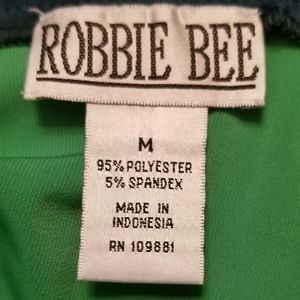 ROBBIE BEE
M
95% POLYESTER
5% SPANDEX
MADE IN
INDONESIA
RN 109881